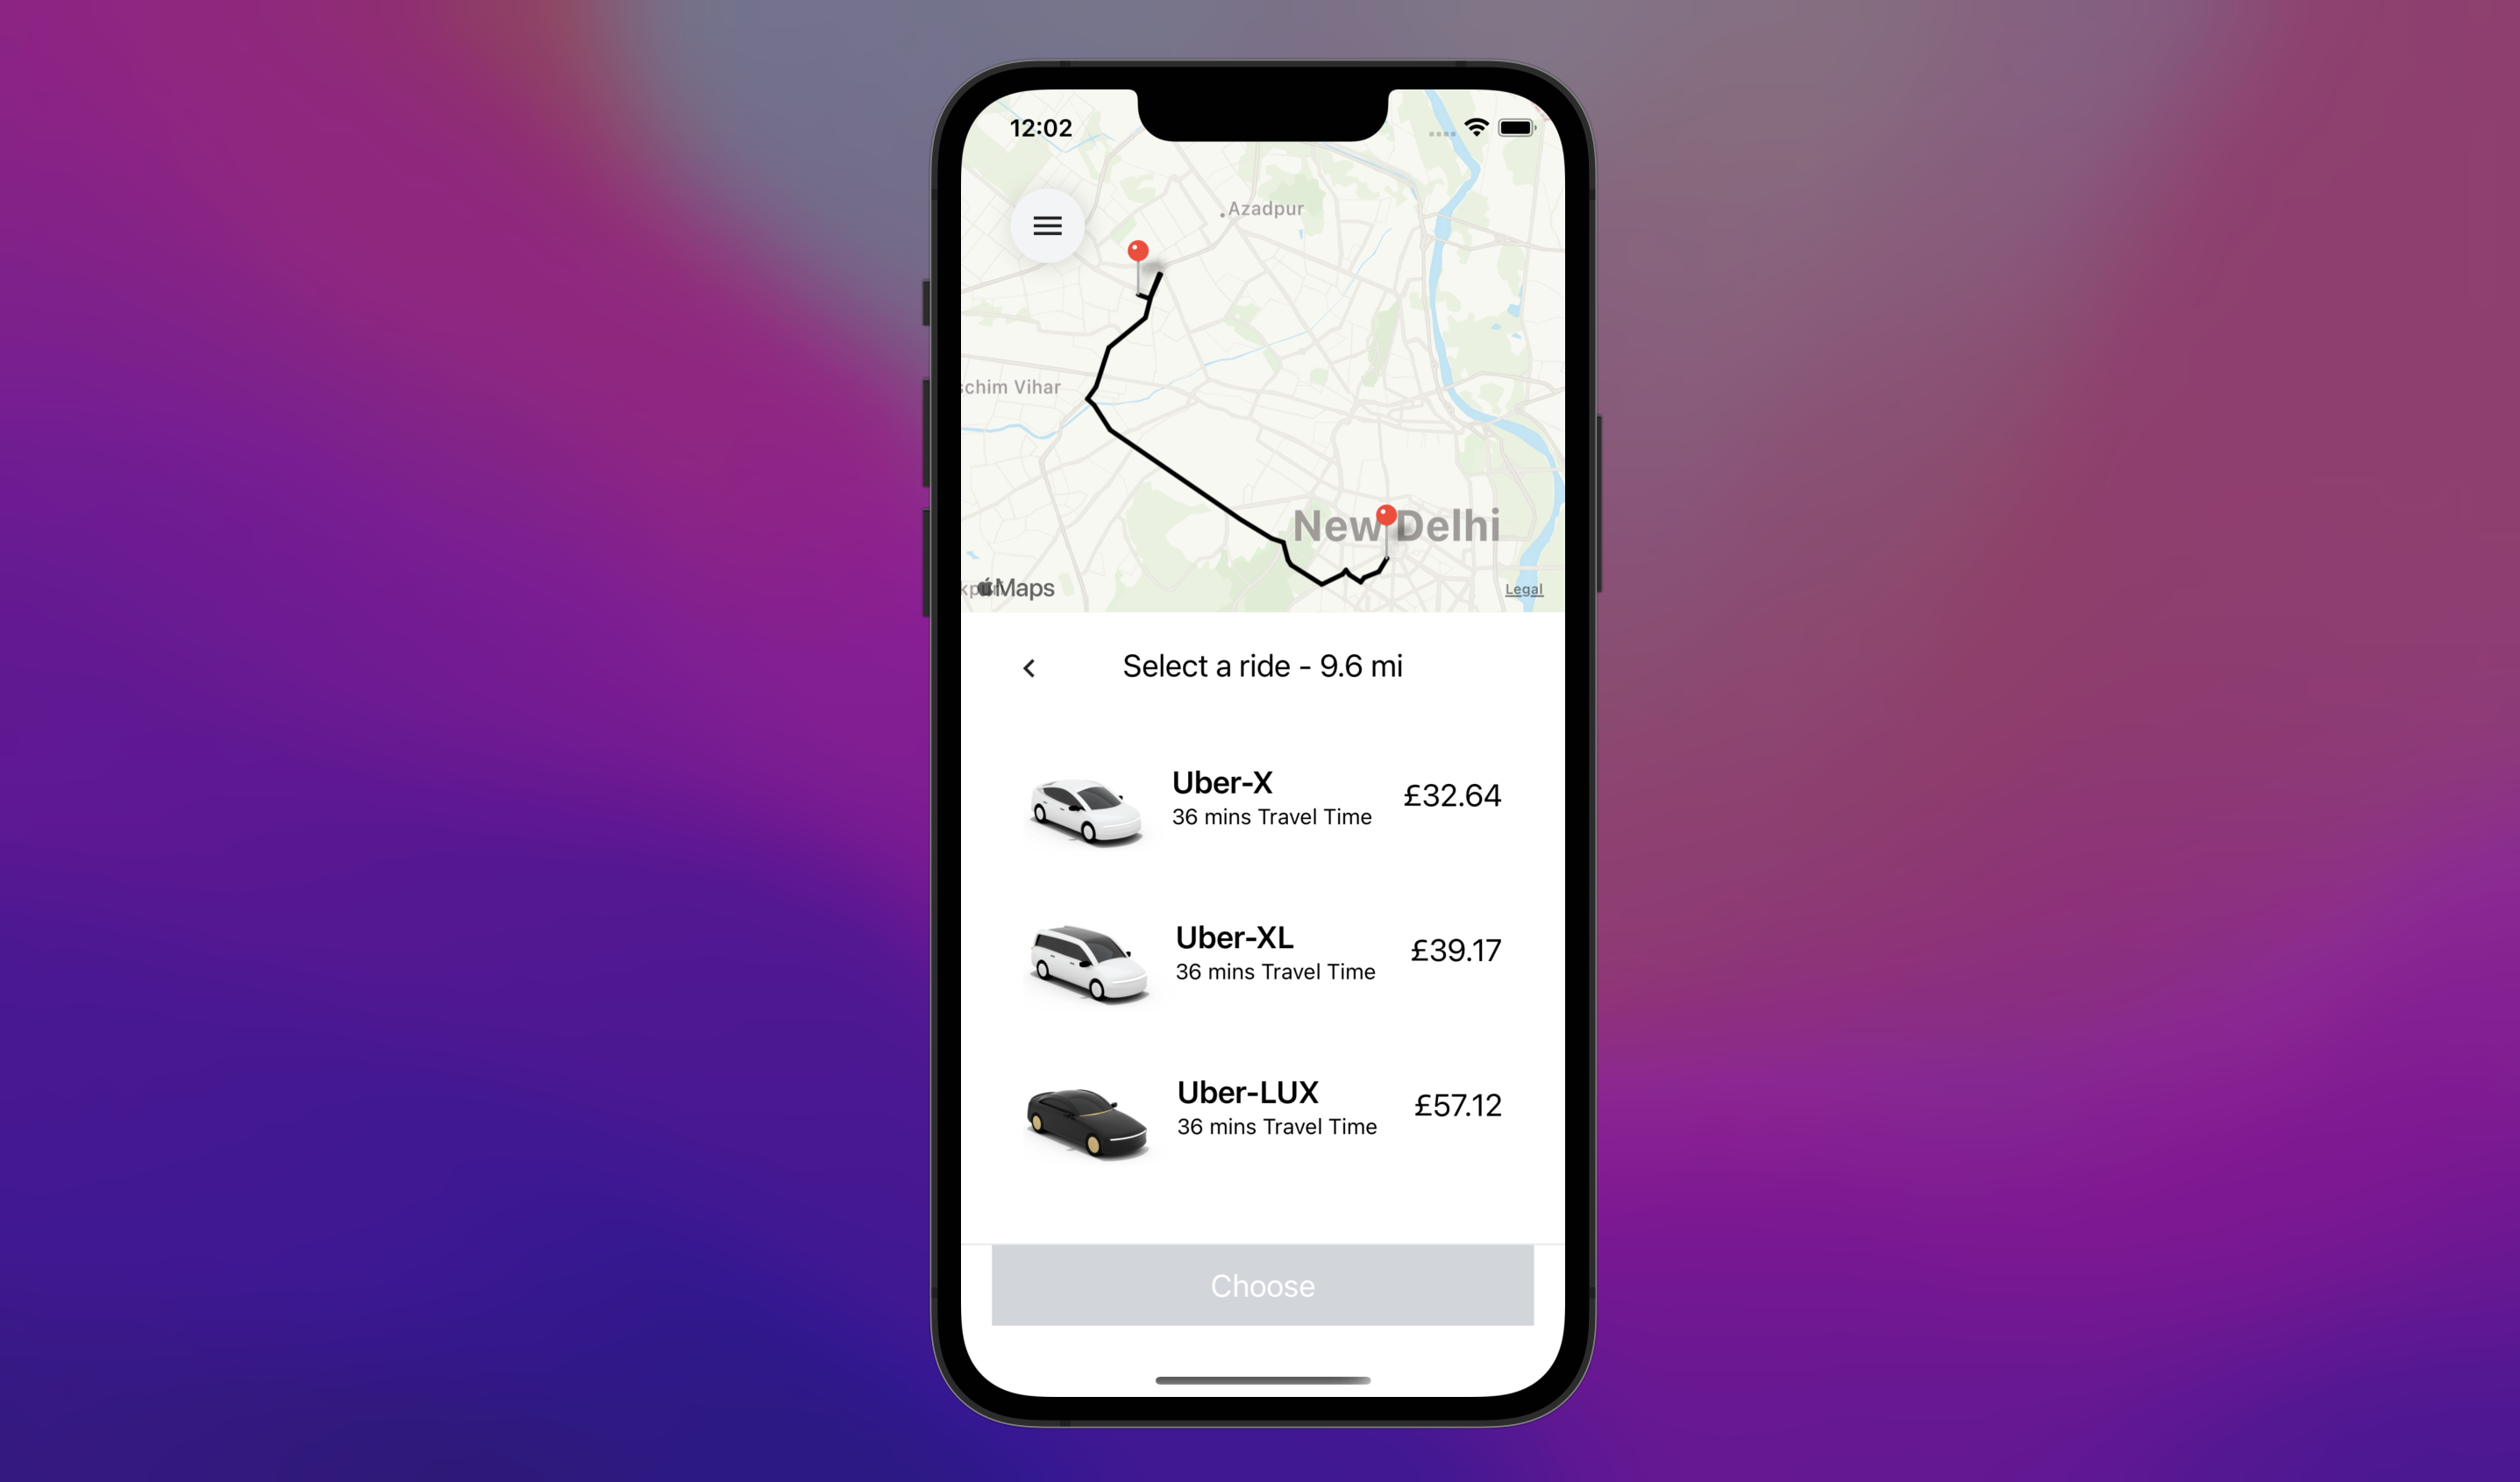 12:02
Azadpur
schim Vihar
New Delhi
Maps
Legal
Select a ride - 9.6 mi
Uber-X
36 mins Travel Time
£32.64
Uber-XL
36 mins Travel Time
£39.17
Uber-LUX
36 mins Travel Time
£57.12
Choose